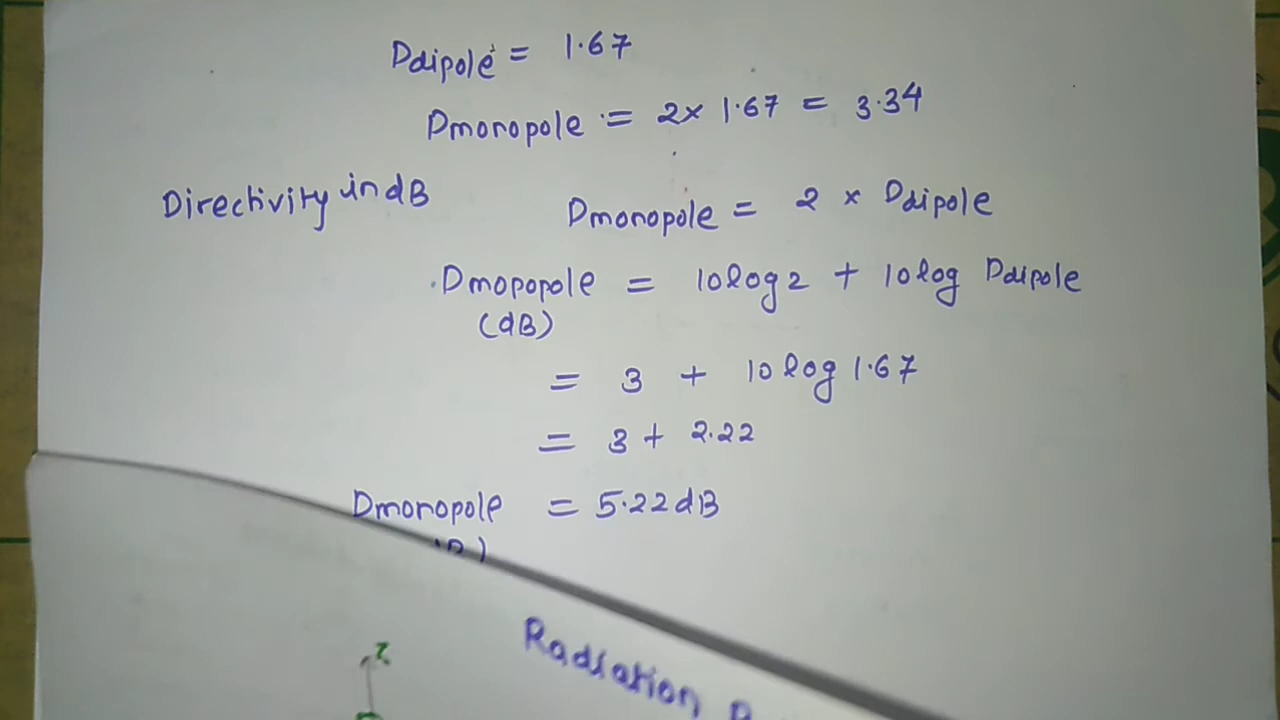 Ddipole = 1.67
Dmonopole = 2 × 1.67 = 3.34
Directivity in dB
Dmonopole = 2 × Ddipole
Dmopopole = 10log2 + 10log Ddipole
(dB)
= 3 + 10log 1.67
= 3 + 2.22
Dmonopole = 5.22dB
Radiation
z